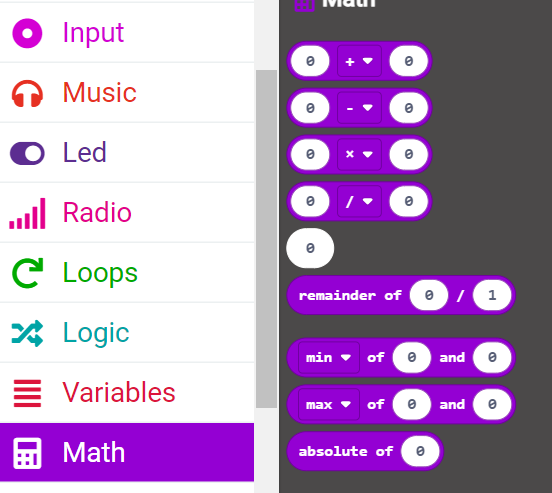 Input
Music
Led
Radio
Loops
Logic
Variables
Math
Math
0 + 0
0 - 0
0 × 0
0 / 0
0
remainder of 0 / 1
min of 0 and 0
max of 0 and 0
absolute of 0